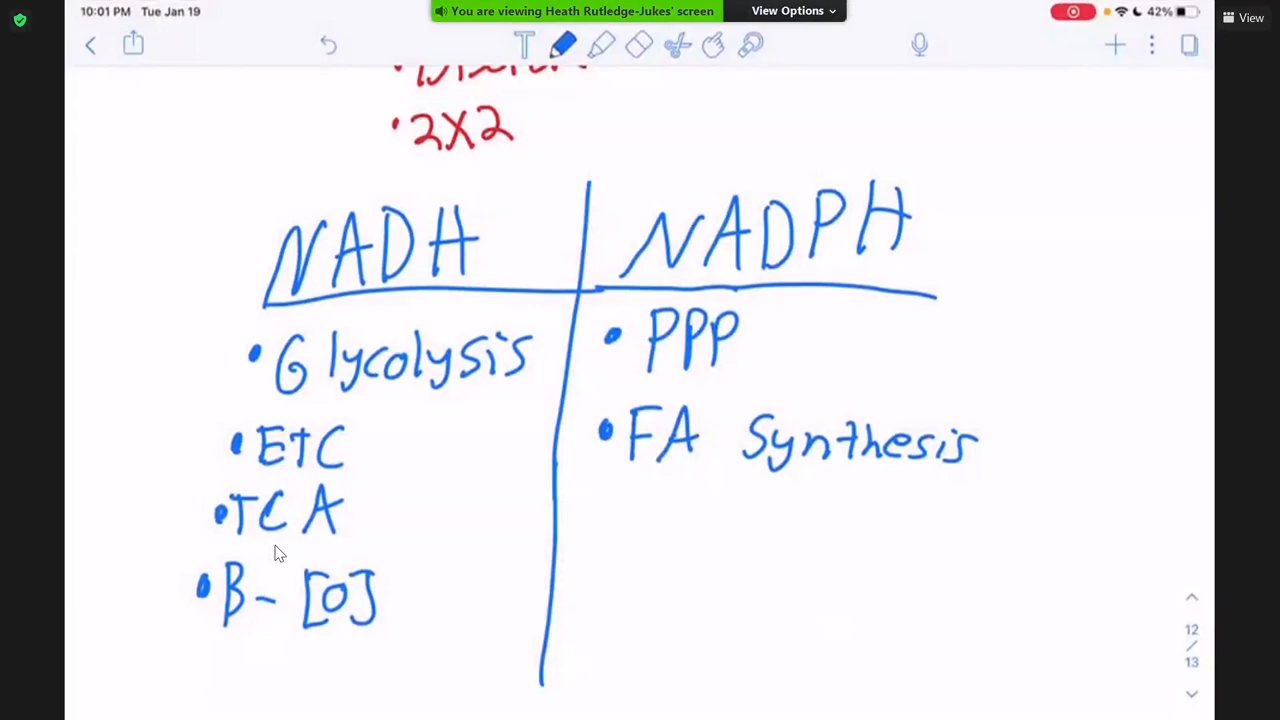 10:01 PM Tue Jan 19
You are viewing Heath Rutledge-Jukes' screen
View Options
42%
View
T
• 2X2
NADH
NADPH
• Glycolysis
• PPP
• ETC
• FA Synthesis
• TCA
• B- [O]
12
/
13